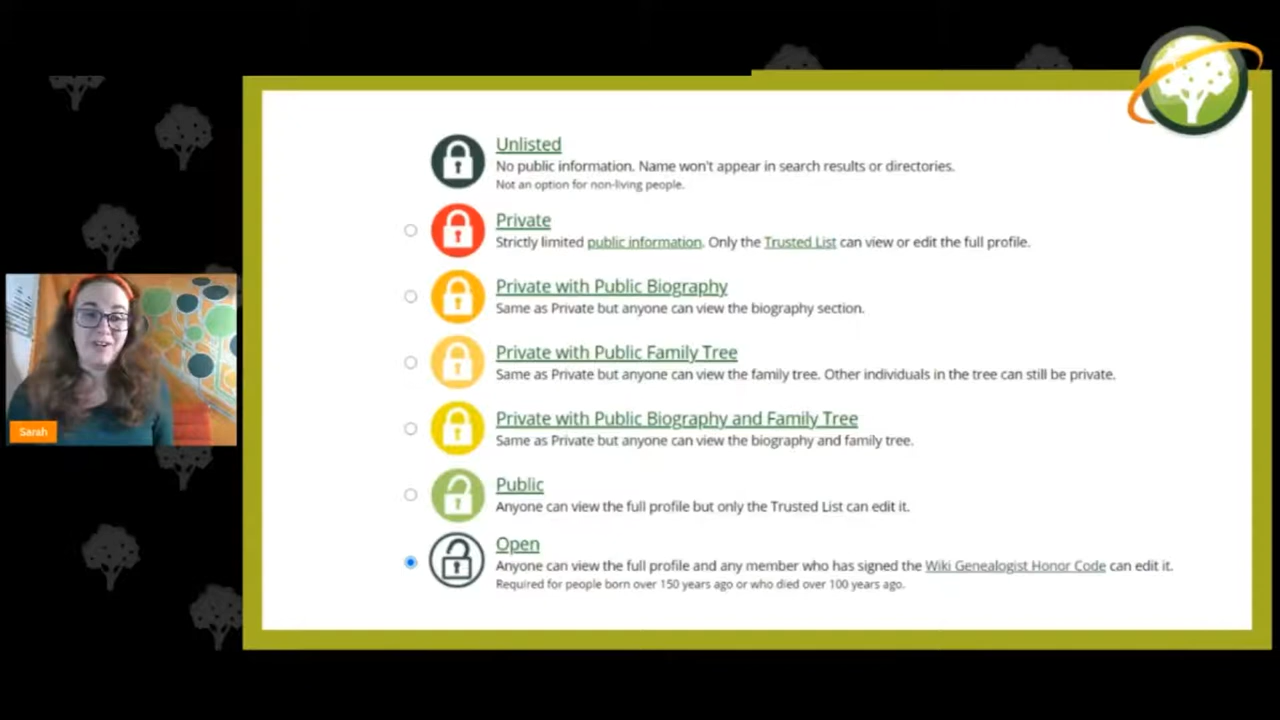 Unlisted
No public information. Name won't appear in search results or directories.
Not an option for non-living people.
Private
Strictly limited public information. Only the Trusted List can view or edit the full profile.
Private with Public Biography
Same as Private but anyone can view the biography section.
Private with Public Family Tree
Same as Private but anyone can view the family tree. Other individuals in the tree can still be private.
Private with Public Biography and Family Tree
Same as Private but anyone can view the biography and family tree.
Public
Anyone can view the full profile but only the Trusted List can edit it.
Open
Anyone can view the full profile and any member who has signed the Wiki Genealogist Honor Code can edit it.
Required for people born over 150 years ago or who died over 100 years ago.
Sarah